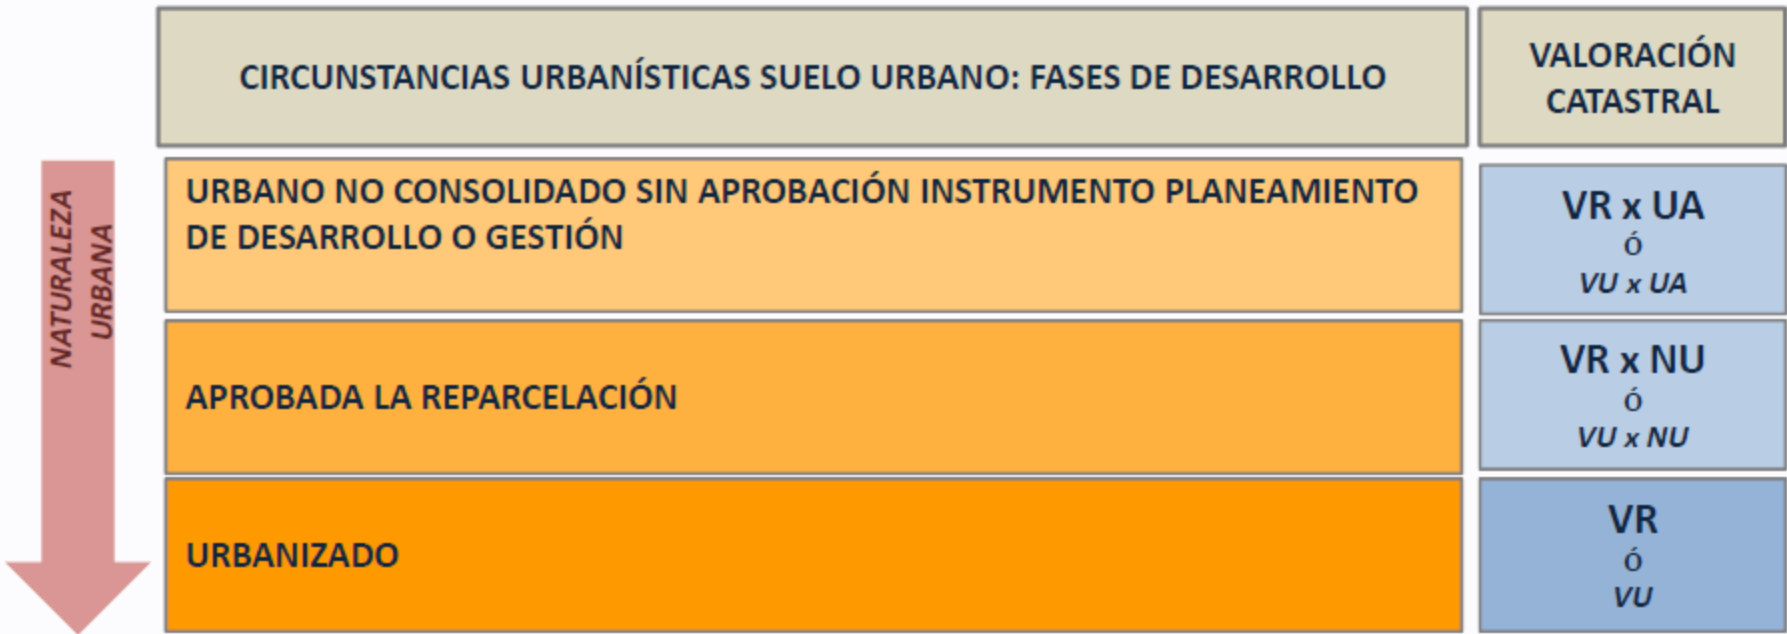 CIRCUNSTANCIAS URBANÍSTICAS SUELO URBANO: FASES DE DESARROLLO
VALORACIÓN
CATASTRAL
NATURALEZA
URBANA
URBANO NO CONSOLIDADO SIN APROBACIÓN INSTRUMENTO PLANEAMIENTO
DE DESARROLLO O GESTIÓN
VR x UA
ó
VU x UA
APROBADA LA REPARCELACIÓN
VR x NU
ó
VU x NU
URBANIZADO
VR
ó
VU